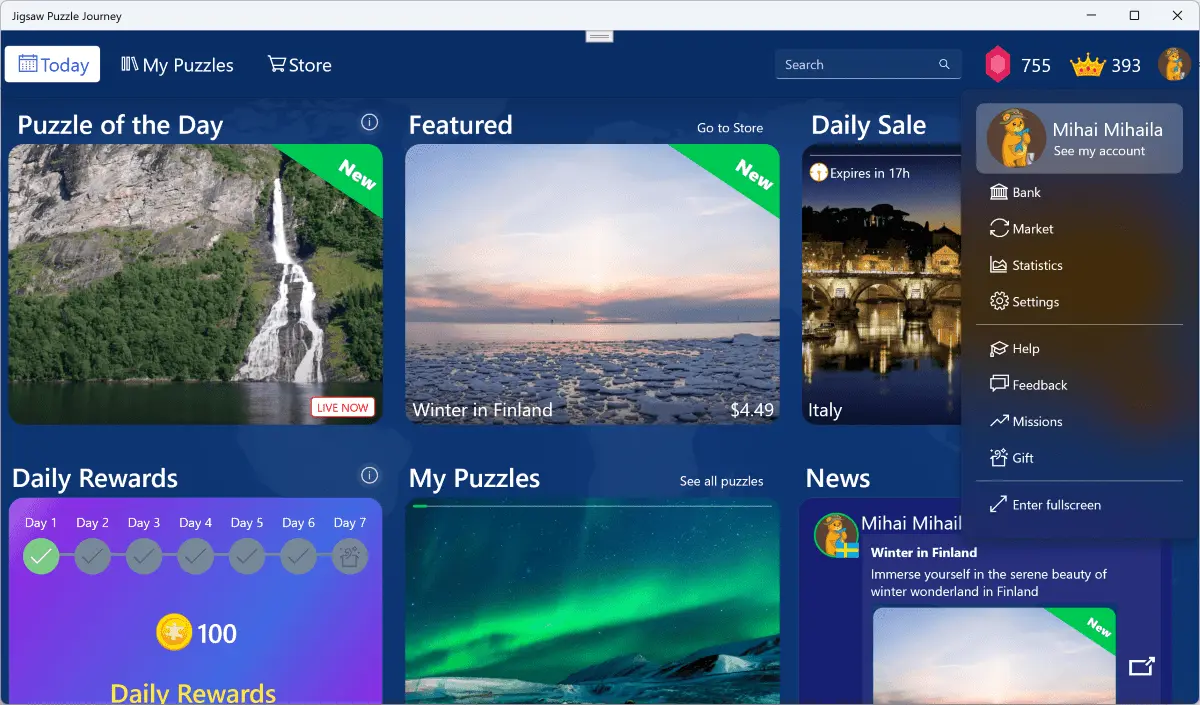 Jigsaw Puzzle Journey
Today
My Puzzles
Store
Search
755
393
Puzzle of the Day
New
LIVE NOW
Featured
Go to Store
New
Winter in Finland
$4.49
Daily Sale
Expires in 17h
Italy
Mihai Mihaila
See my account
Bank
Market
Statistics
Settings
Help
Feedback
Missions
Gift
Enter fullscreen
Daily Rewards
Day 1 Day 2 Day 3 Day 4 Day 5 Day 6 Day 7
100
Daily Rewards
My Puzzles
See all puzzles
News
Mihai Mihail
Winter in Finland
Immerse yourself in the serene beauty of
winter wonderland in Finland
New